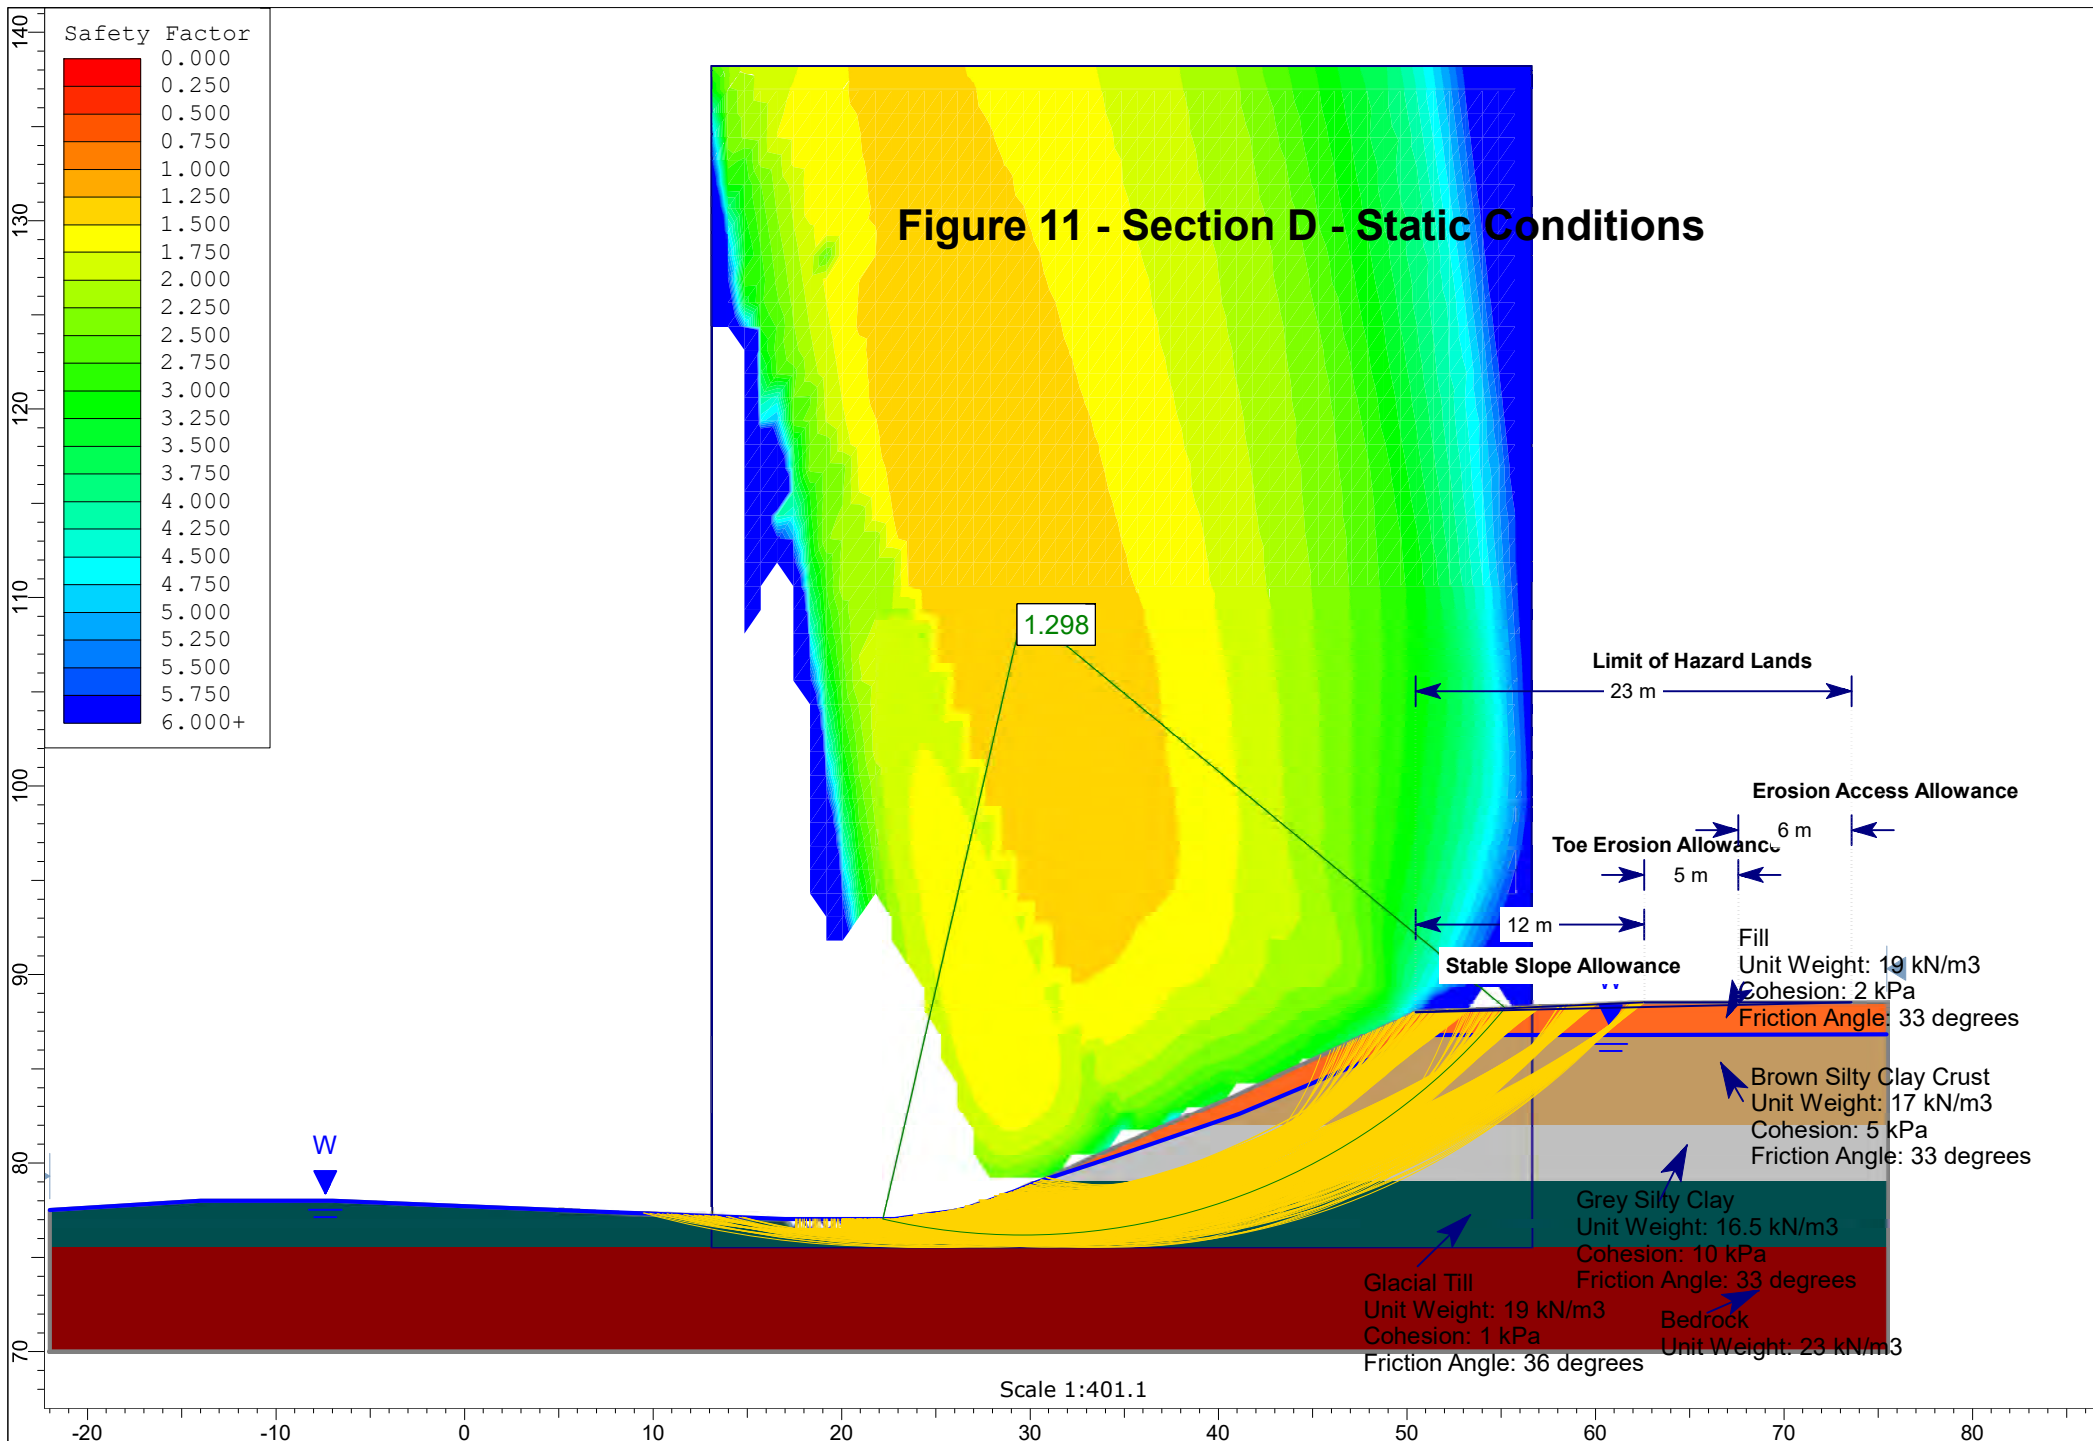 Safety Factor
0.000
0.250
0.500
0.750
1.000
1.250
1.500
1.750
2.000
2.250
2.500
2.750
3.000
3.250
3.500
3.750
4.000
4.250
4.500
4.750
5.000
5.250
5.500
5.750
6.000+
Figure 11 - Section D - Static Conditions
1.298
Limit of Hazard Lands
23 m
Erosion Access Allowance
6 m
Toe Erosion Allowance
5 m
12 m
Stable Slope Allowance
Fill
Unit Weight: 19 kN/m3
Cohesion: 2 kPa
Friction Angle: 33 degrees
W
Brown Silty Clay Crust
Unit Weight: 17 kN/m3
Cohesion: 5 kPa
Friction Angle: 33 degrees
W
Grey Silty Clay
Unit Weight: 16.5 kN/m3
Cohesion: 10 kPa
Friction Angle: 33 degrees
Glacial Till
Unit Weight: 19 kN/m3
Cohesion: 1 kPa
Friction Angle: 36 degrees
Bedrock
Unit Weight: 23 kN/m3
Scale 1:401.1
140
130
120
110
100
90
80
70
-20
-10
0
10
20
30
40
50
60
70
80